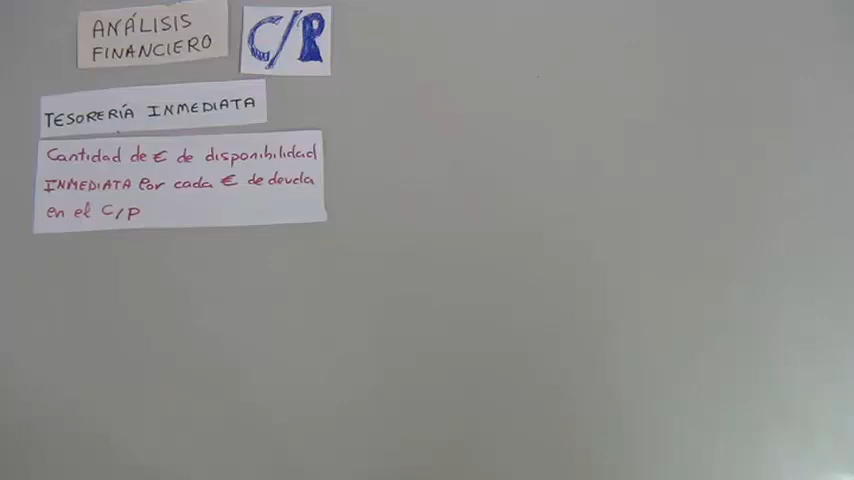 ANÁLISIS
FINANCIERO
C/P
TESORERÍA INMEDIATA
Cantidad de € de disponibilidad
INMEDIATA Por cada € de deuda
en el C/P